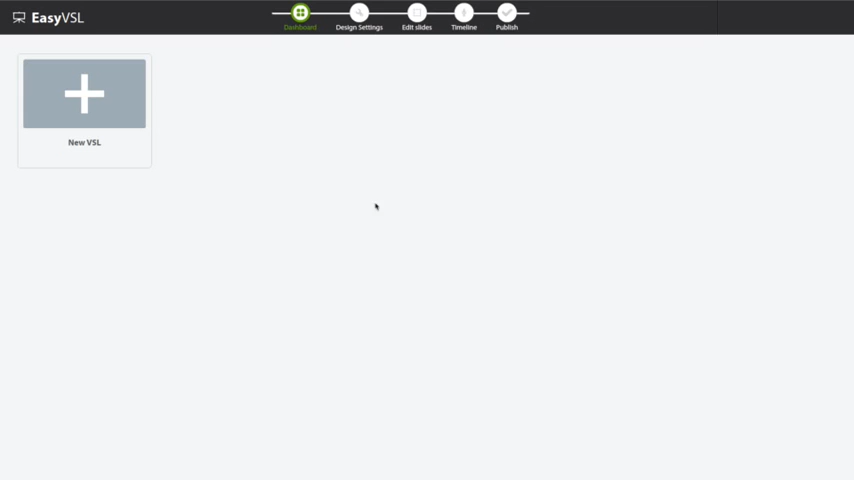 EasyVSL
Dashboard
Design Settings
Edit slides
Timeline
Publish
New VSL